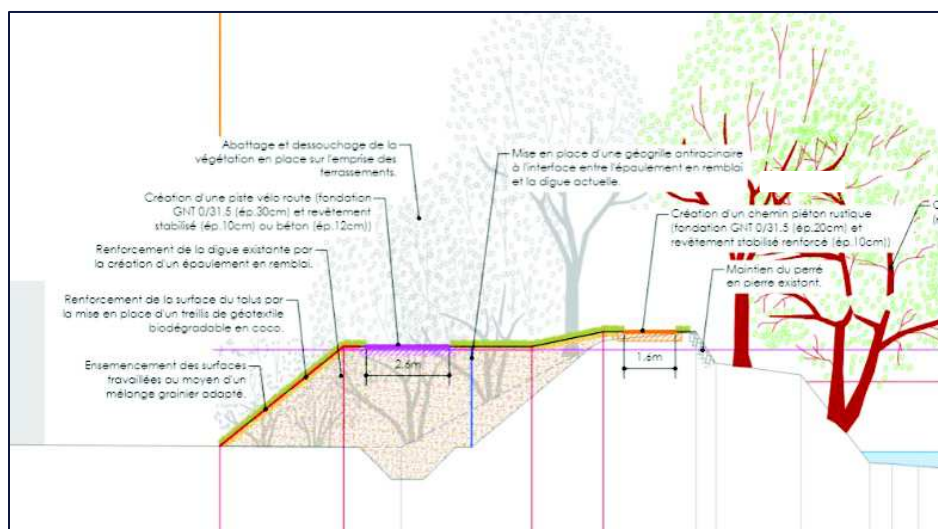 Abattage et dessouchage de la
végétation en place sur l'emprise des
terrassements.
Mise en place d'une géogrille antiracinaire
à l'interface entre l'épaulement en remblai
et la digue actuelle.
Création d'une piste vélo route (fondation
GNT 0/31.5 (ép.30cm) et revêtement
stabilisé (ép.10cm) ou béton (ép.12cm))
Création d'un chemin piéton rustique
(fondation GNT 0/31.5 (ép.20cm) et
revêtement stabilisé renforcé (ép.10cm))
Renforcement de la digue existante par
la création d'un épaulement en remblai.
Maintien du perré
en pierre existant.
Renforcement de la surface du talus par
la mise en place d'un treillis de géotextile
biodégradable en coco.
Ensemencement des surfaces
travaillées au moyen d'un
mélange grainier adapté.
2.6m
1.6m